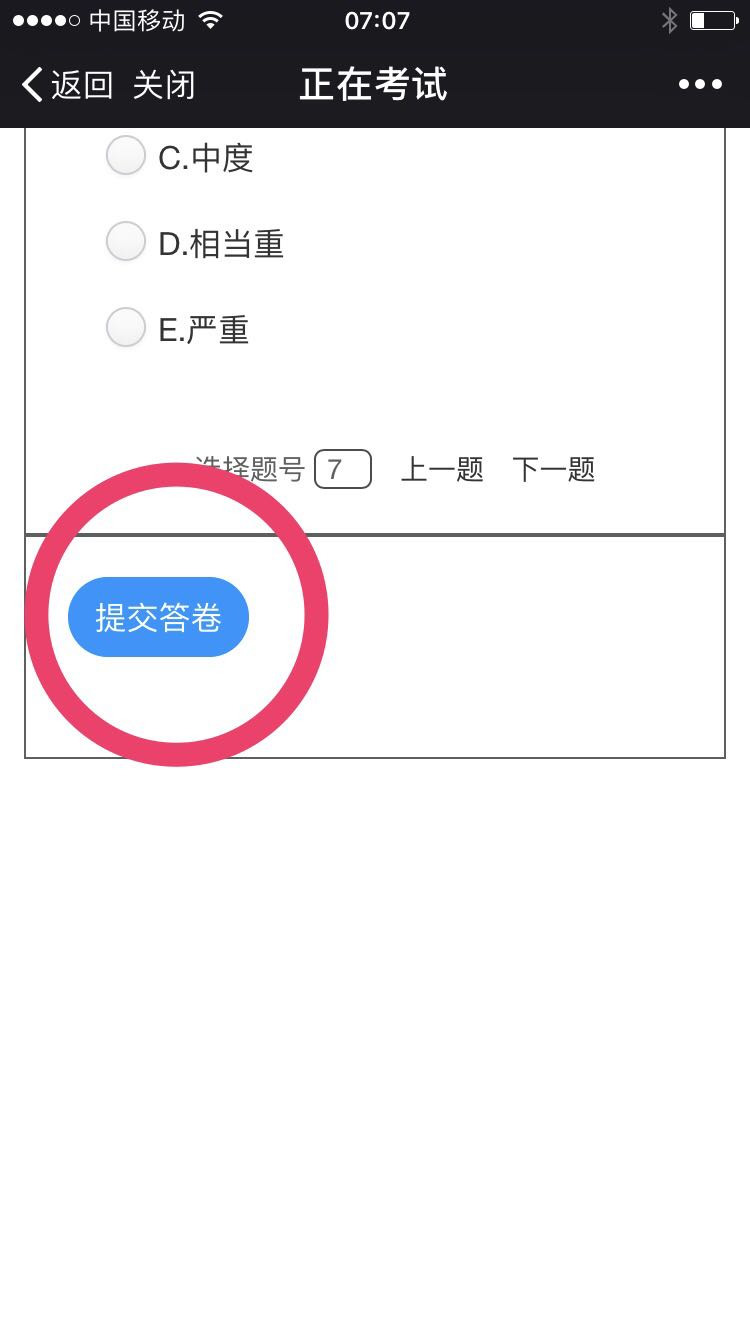 中国移动 07:07
返回 关闭 正在考试
C.中度
D.相当重
E.严重
选择题号 7 上一题 下一题
提交答卷